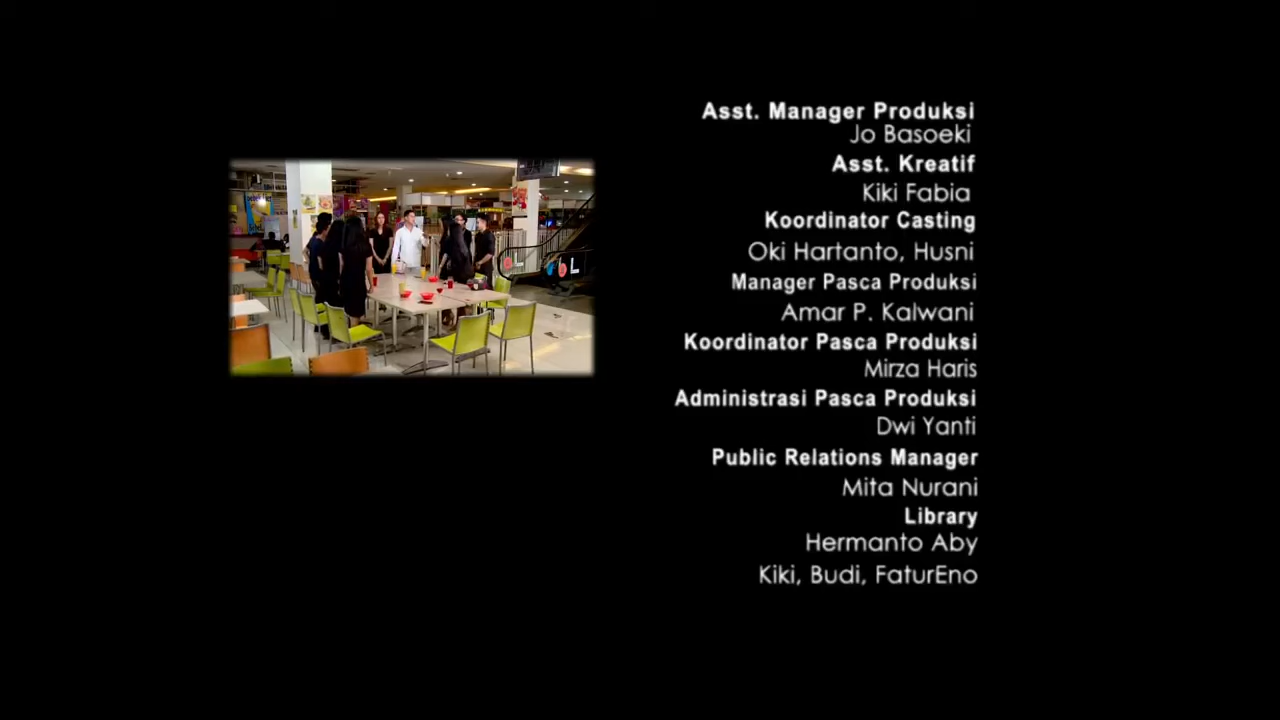 Asst. Manager Produksi
Jo Basoeki
Asst. Kreatif
Kiki Fabia
Koordinator Casting
Oki Hartanto, Husni
Manager Pasca Produksi
Amar P. Kalwani
Koordinator Pasca Produksi
Mirza Haris
Administrasi Pasca Produksi
Dwi Yanti
Public Relations Manager
Mita Nurani
Library
Hermanto Aby
Kiki, Budi, FaturEno